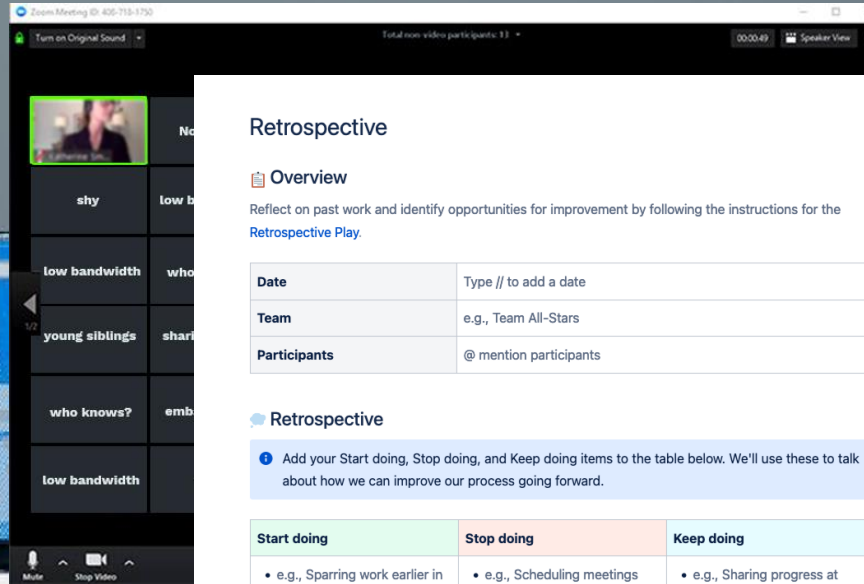 Zoom Meeting ID: 408-718-1750
Turn on Original Sound
Total non-video participants: 13
00:00:49
Speaker View
No
shy
low b
low bandwidth
who
1/2
young siblings
shari
who knows?
emb
low bandwidth
Mute
Stop Video
Retrospective
Overview
Reflect on past work and identify opportunities for improvement by following the instructions for the
Retrospective Play.
Date
Type // to add a date
Team
e.g., Team All-Stars
Participants
@ mention participants
Retrospective
Add your Start doing, Stop doing, and Keep doing items to the table below. We'll use these to talk
about how we can improve our process going forward.
Start doing
Stop doing
Keep doing
• e.g., Sparring work earlier in
• e.g., Scheduling meetings
• e.g., Sharing progress at